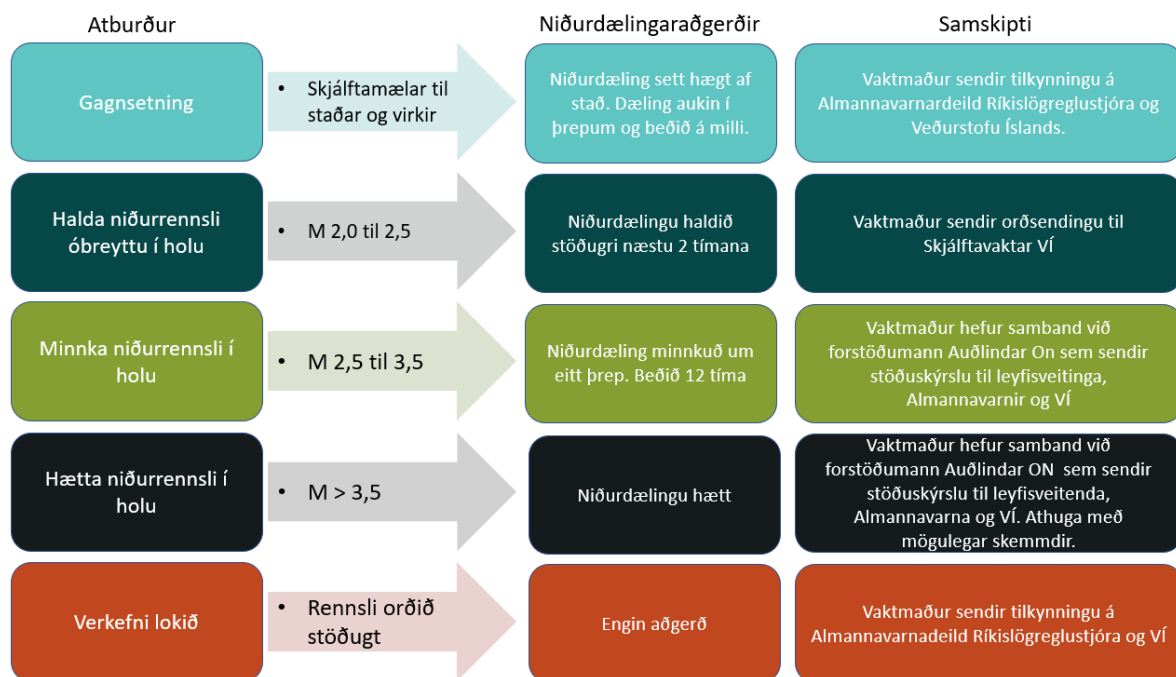 Atburður
Niðurdælingaraðgerðir
Samskipti
Gagnsetning
• Skjálftamælar til
staðar og virkir
Niðurdæling sett hægt af
stað. Dæling aukin í
þrepum og beðið á milli.
Vaktmaður sendir tilkynningu á
Almannavarnardeild Ríkislögreglustjóra og
Veðurstofu Íslands.
Halda niðurrennsli
óbreyttu í holu
• M 2,0 til 2,5
Niðurdælingu haldið
stöðugri næstu 2 tímana
Vaktmaður sendir orðsendingu til
Skjálftavaktar VÍ
Minnka niðurrennsli í
holu
• M 2,5 til 3,5
Niðurdæling minnkuð um
eitt þrep. Beðið 12 tíma
Vaktmaður hefur samband við
forstöðumann Auðlindar On sem sendir
stöðuskýrslu til leyfisveitinga,
Almannavarnir og VÍ
Hætta niðurrennsli í
holu
• M > 3,5
Niðurdælingu hætt
Vaktmaður hefur samband við
forstöðumann Auðlindar ON sem sendir
stöðuskýrslu til leyfisveitenda,
Almannavarna og VÍ. Athuga með
mögulegar skemmdir.
Verkefni lokið
• Rennsli orðið
stöðugt
Engin aðgerð
Vaktmaður sendir tilkynningu á
Almannavarnadeild Ríkislögreglustjóra og VÍ